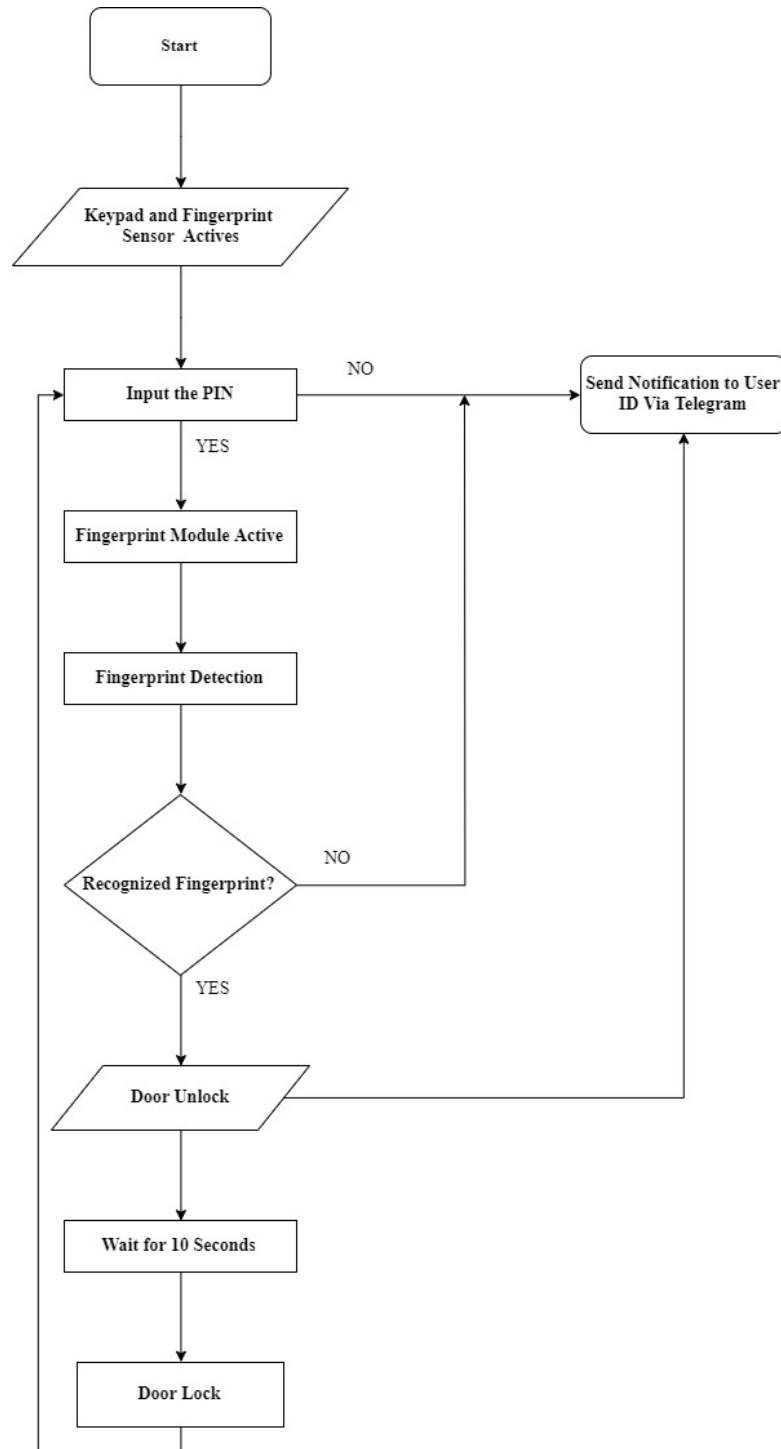 Start
Keypad and Fingerprint
Sensor Actives
Input the PIN
NO
Send Notification to User
ID Via Telegram
YES
Fingerprint Module Active
Fingerprint Detection
Recognized Fingerprint?
NO
YES
Door Unlock
Wait for 10 Seconds
Door Lock